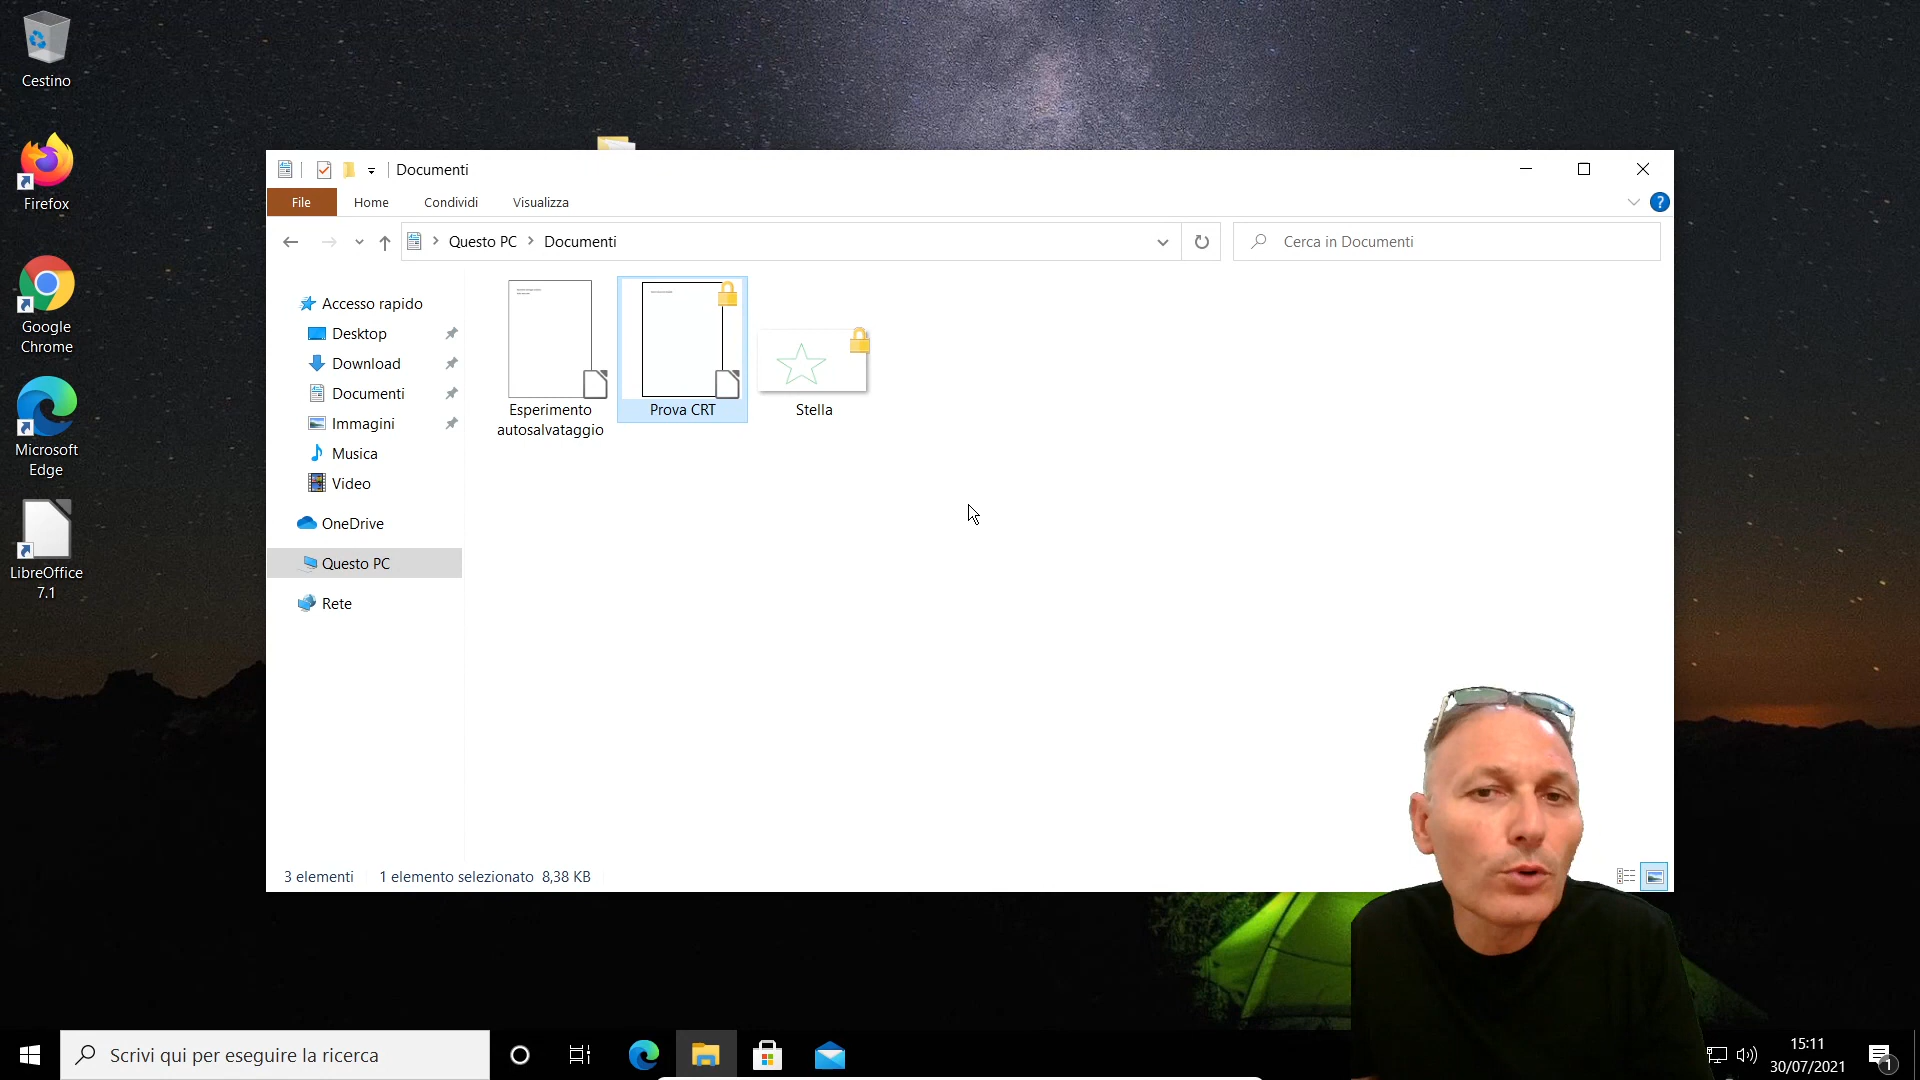 Cestino
Firefox
Google
Chrome
Microsoft
Edge
LibreOffice
7.1
Documenti
File
Home
Condividi
Visualizza
?
Questo PC
Documenti
Cerca in Documenti
Accesso rapido
Desktop
Download
Documenti
Immagini
Musica
Video
OneDrive
Questo PC
Rete
Esperimento
autosalvataggio
Prova CRT
Stella
3 elementi
1 elemento selezionato 8,38 KB
Scrivi qui per eseguire la ricerca
15:11
30/07/2021
1